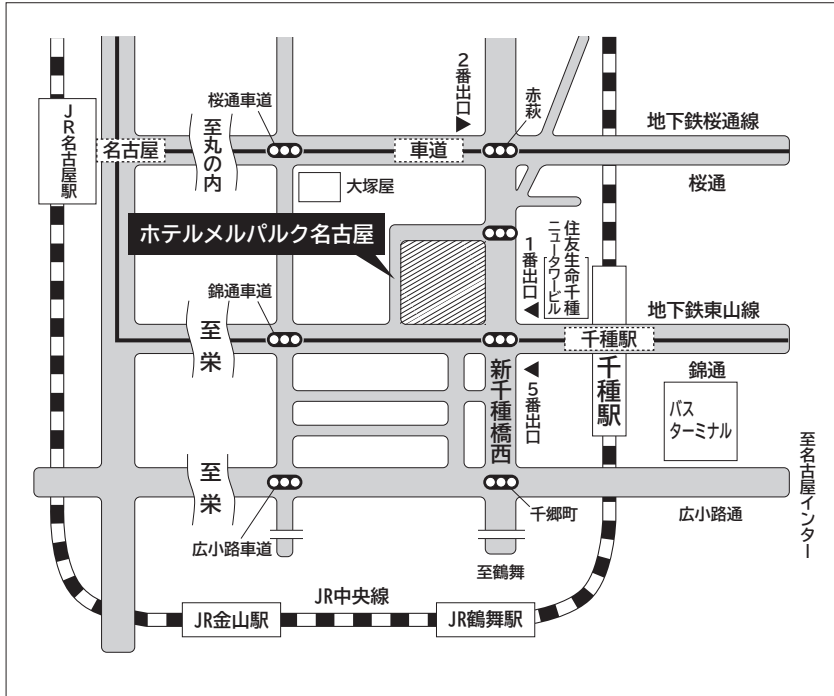 2番出口
赤萩
桜通車道
地下鉄桜通線
JR名古屋駅
名古屋
至丸の内
車道
桜通
大塚屋
ホテルメルパルク名古屋
住友生命千種
ニュータワービル
1番出口
錦通車道
地下鉄東山線
至栄
千種駅
新千種橋西
5番出口
千種駅
錦通
バス
ターミナル
至名古屋インター
至栄
千郷町
広小路通
広小路車道
至鶴舞
JR中央線
JR金山駅
JR鶴舞駅